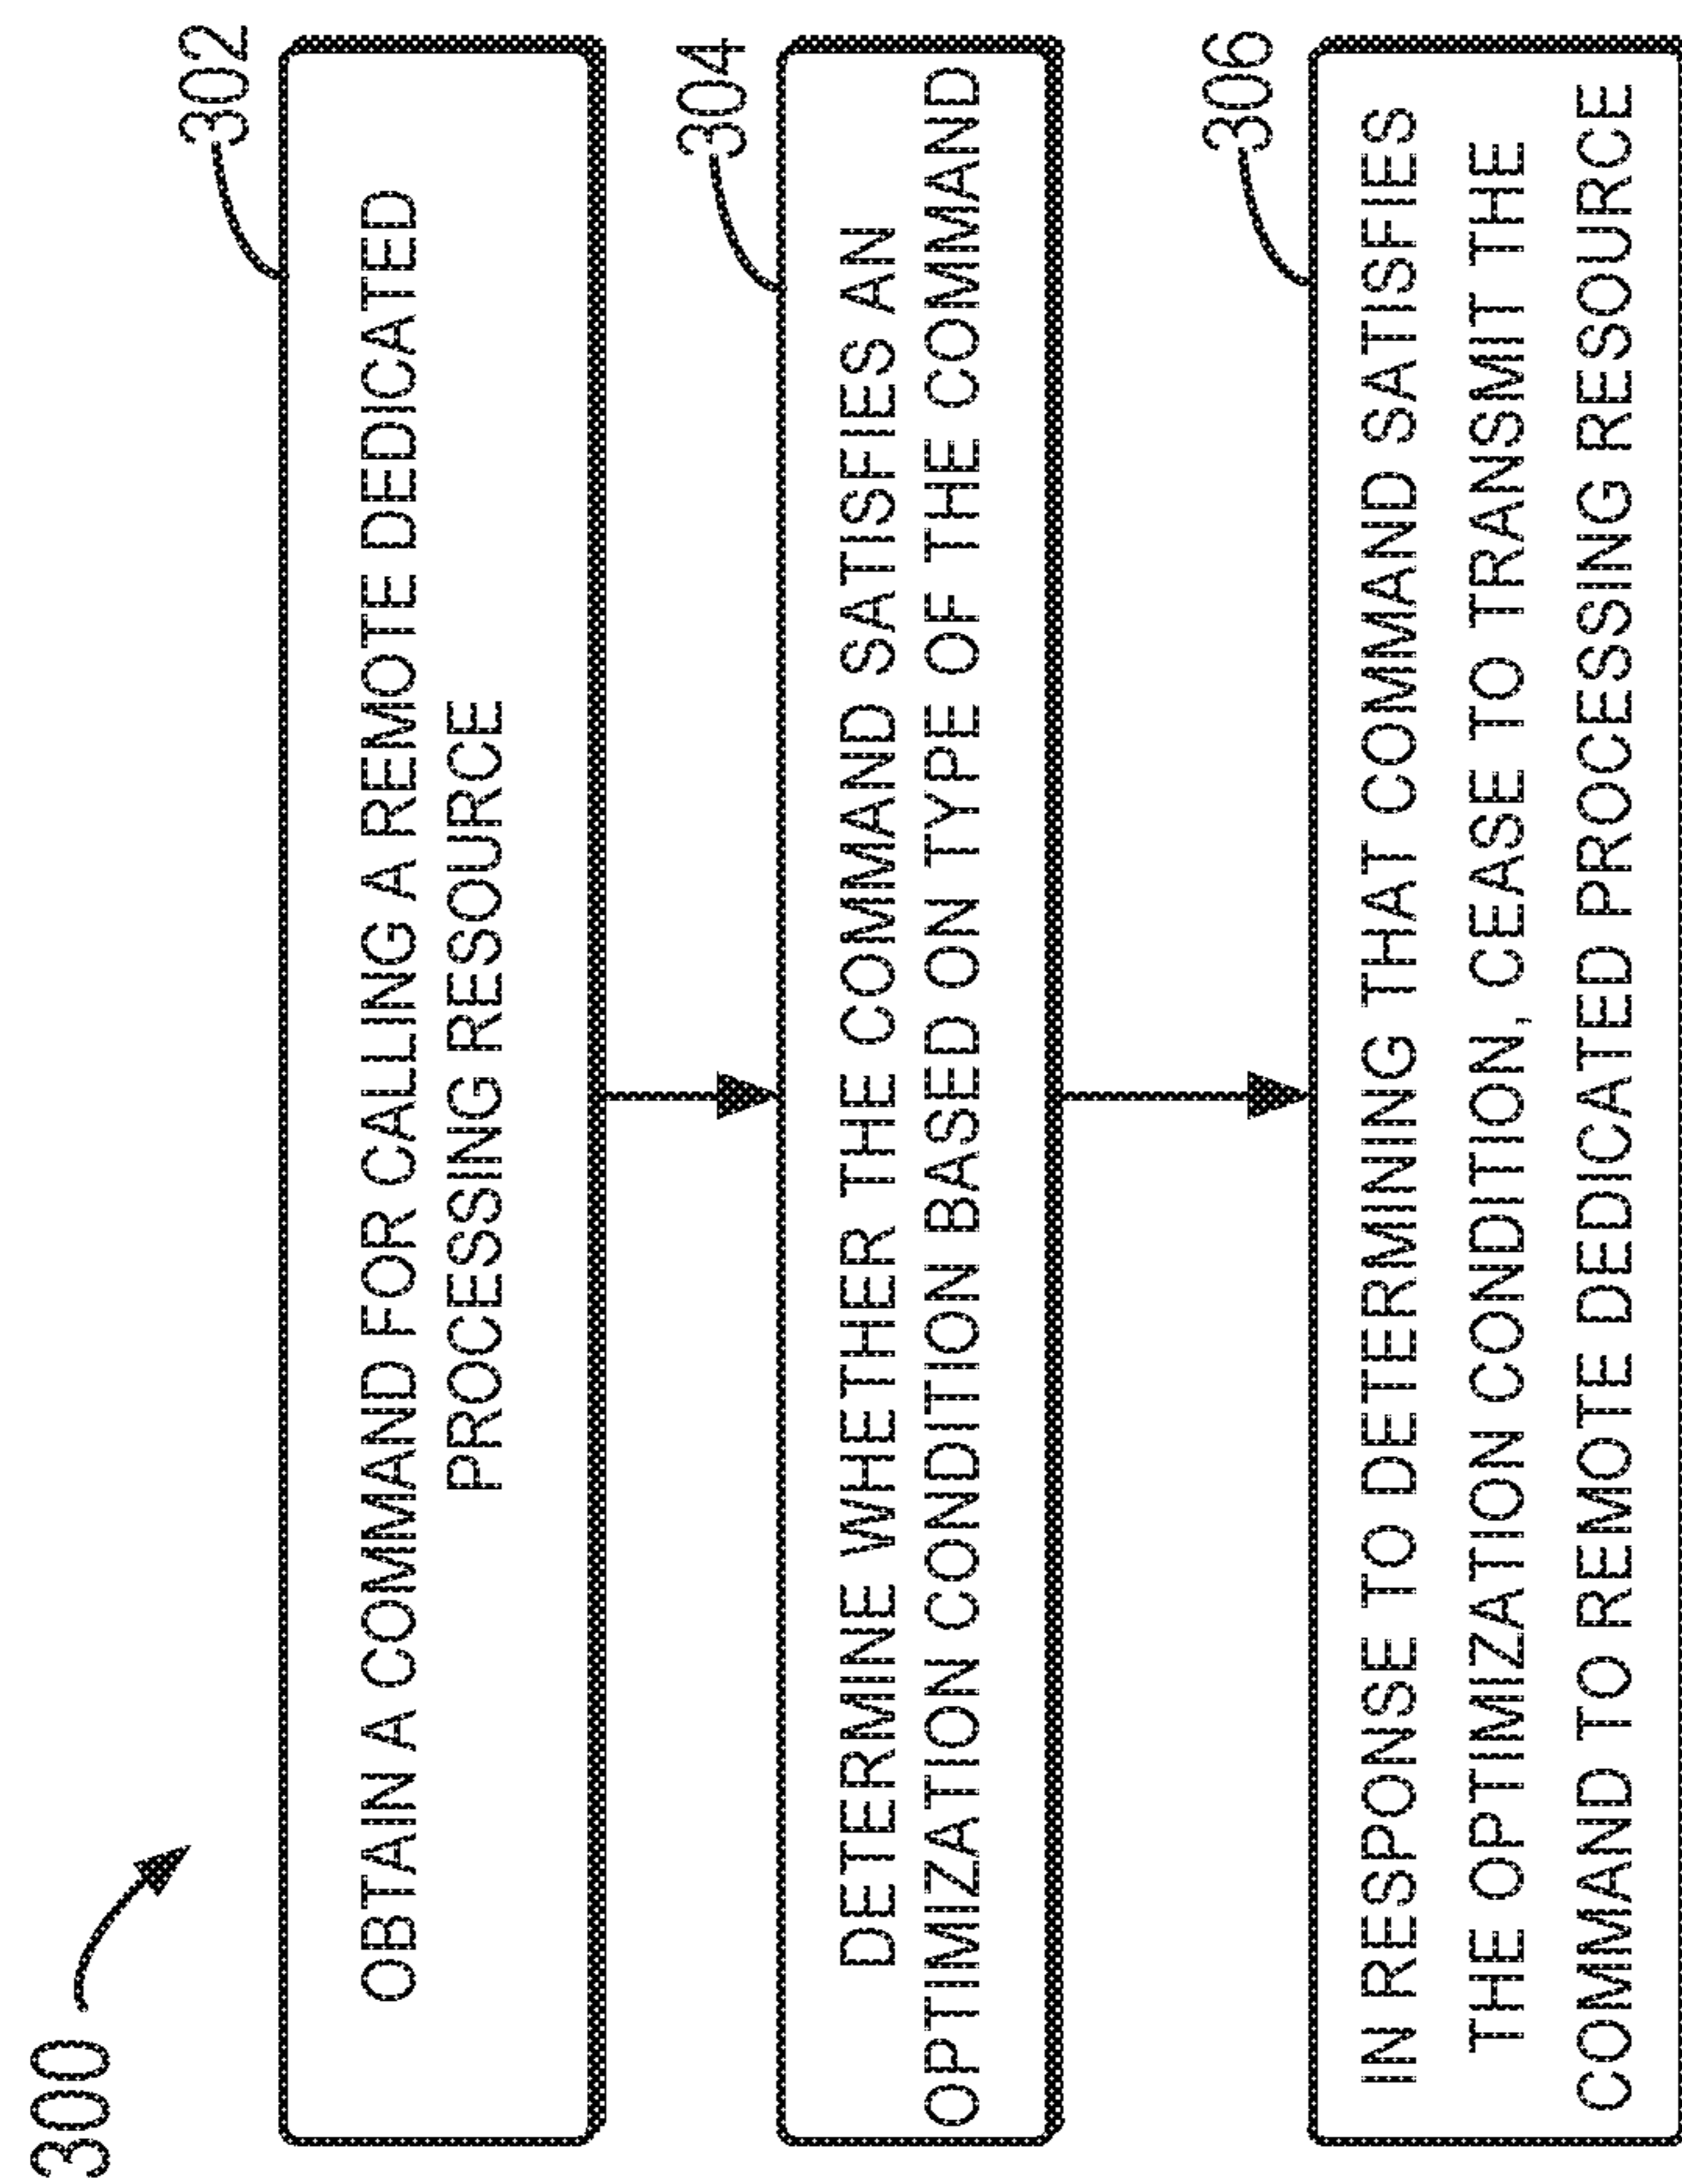 300
302
OBTAIN A COMMAND FOR CALLING A REMOTE DEDICATED
PROCESSING RESOURCE
304
DETERMINE WHETHER THE COMMAND SATISFIES AN
OPTIMIZATION CONDITION BASED ON TYPE OF THE COMMAND
306
IN RESPONSE TO DETERMINING THAT COMMAND SATISFIES
THE OPTIMIZATION CONDITION, CEASE TO TRANSMIT THE
COMMAND TO REMOTE DEDICATED PROCESSING RESOURCE